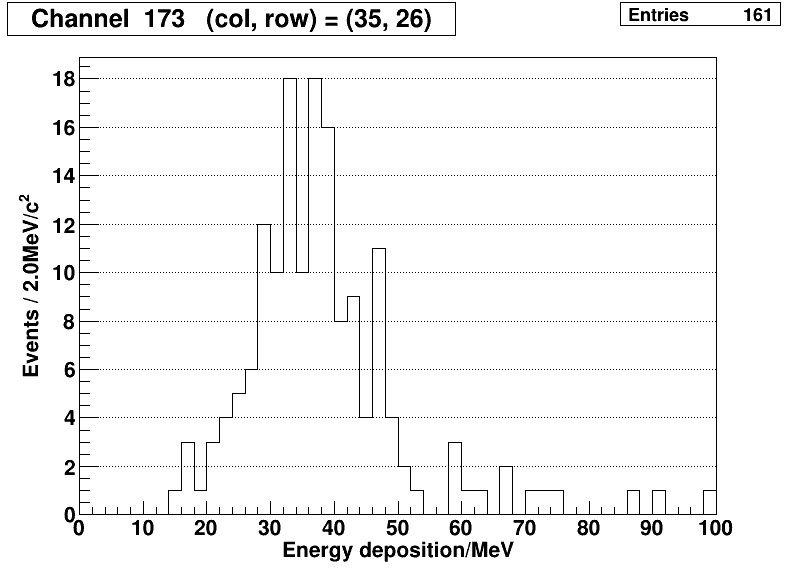 Channel 173 (col, row) = (35, 26)
Entries 161
18
16
14
12
10
8
6
4
2
0
Events / 2.0MeV/c²
0 10 20 30 40 50 60 70 80 90 100
Energy deposition/MeV